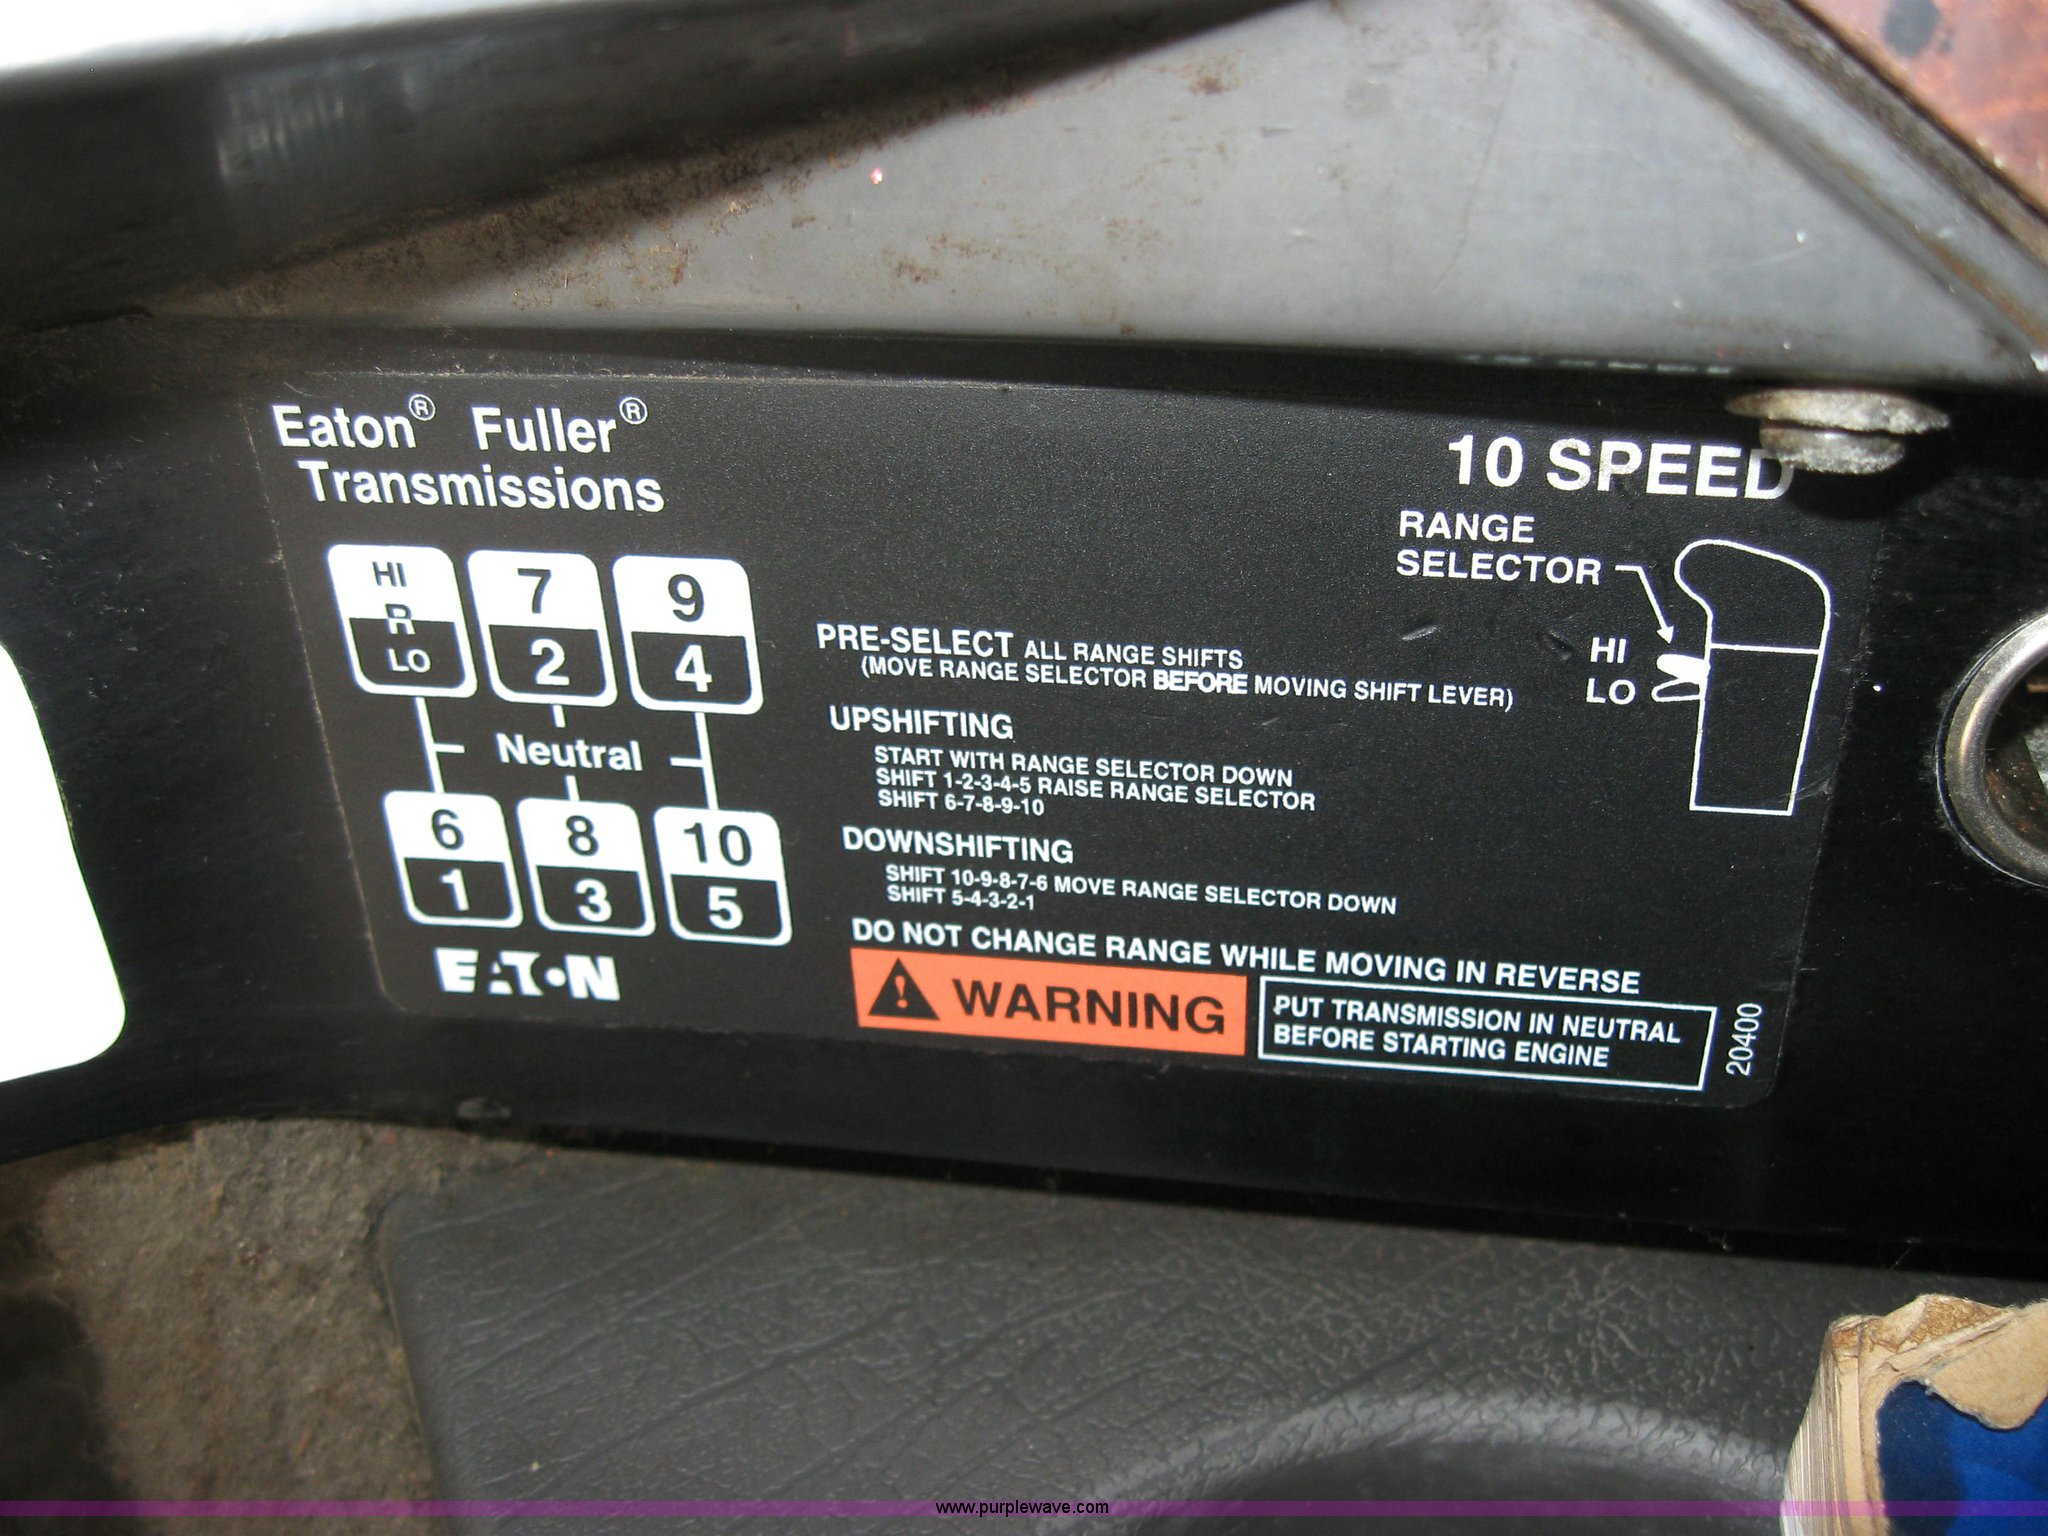 Eaton® Fuller®
Transmissions
10 SPEED
RANGE
SELECTOR
HI
LO
HI
R
LO
7
2
9
4
Neutral
6
1
8
3
10
5
EATON
PRE-SELECT ALL RANGE SHIFTS
(MOVE RANGE SELECTOR BEFORE MOVING SHIFT LEVER)
UPSHIFTING
START WITH RANGE SELECTOR DOWN
SHIFT 1-2-3-4-5 RAISE RANGE SELECTOR
SHIFT 6-7-8-9-10
DOWNSHIFTING
SHIFT 10-9-8-7-6 MOVE RANGE SELECTOR DOWN
SHIFT 5-4-3-2-1
DO NOT CHANGE RANGE WHILE MOVING IN REVERSE
! WARNING
PUT TRANSMISSION IN NEUTRAL
BEFORE STARTING ENGINE
20400
www.purplewave.com